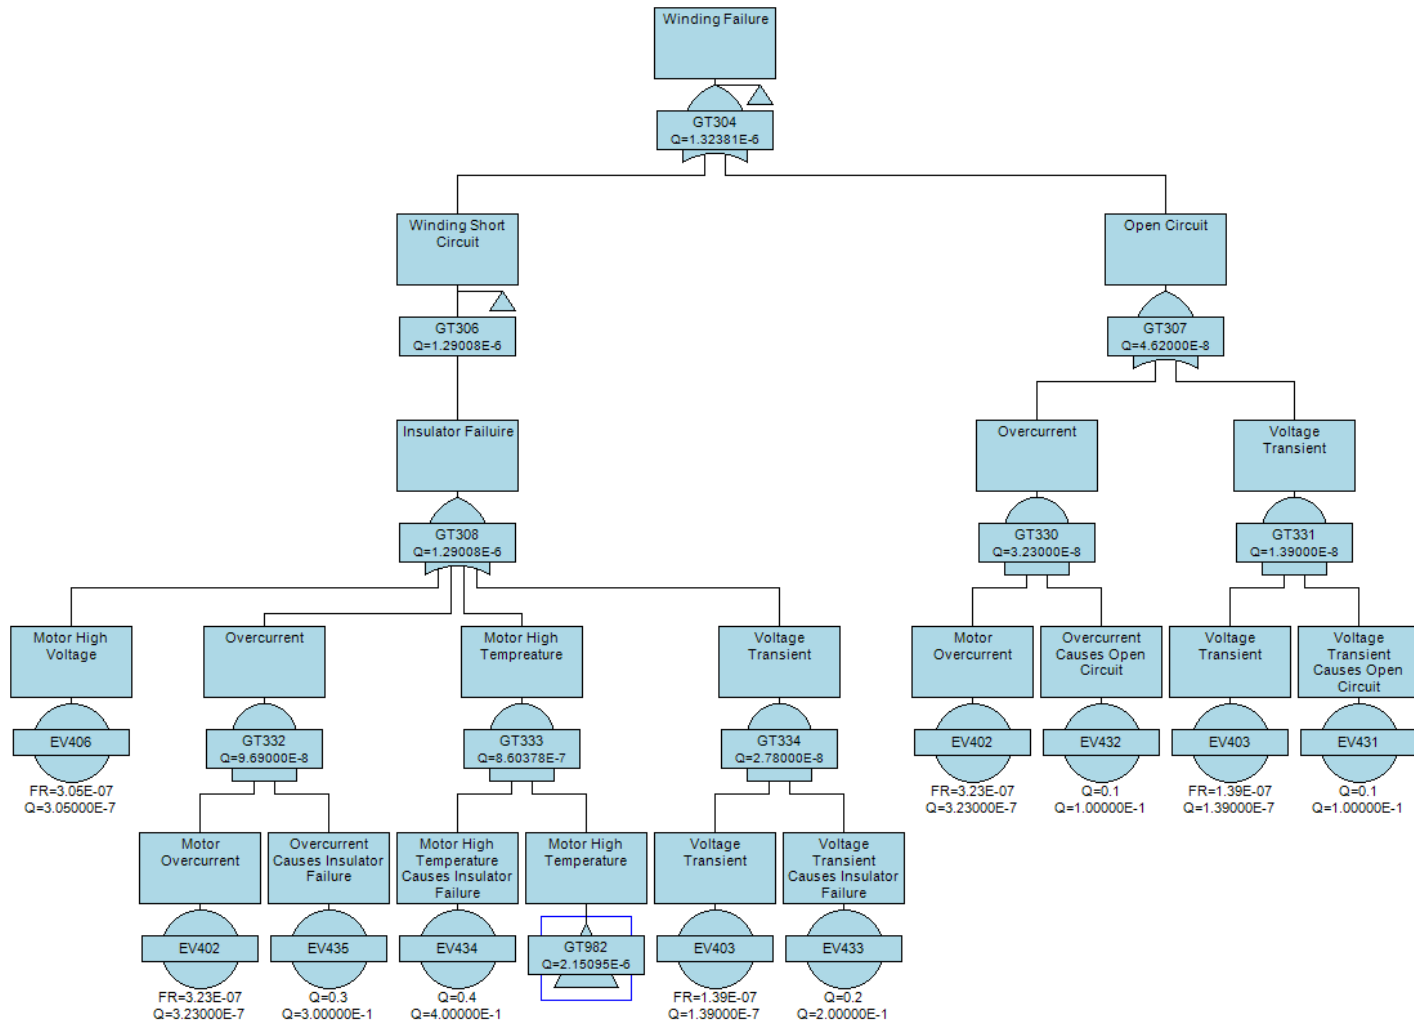 Winding Failure
GT304
Q=1.32381E-6
Winding Short
Circuit
GT306
Q=1.29008E-6
Open Circuit
GT307
Q=4.62000E-8
Insulator Failuire
GT308
Q=1.29008E-6
Overcurrent
GT330
Q=3.23000E-8
Voltage
Transient
GT331
Q=1.39000E-8
Motor High
Voltage
EV406
FR=3.05E-07
Q=3.05000E-7
Overcurrent
GT332
Q=9.69000E-8
Motor High
Tempreature
GT333
Q=8.60378E-7
Voltage
Transient
GT334
Q=2.78000E-8
Motor
Overcurrent
EV402
FR=3.23E-07
Q=3.23000E-7
Overcurrent
Causes Open
Circuit
EV432
Q=0.1
Q=1.00000E-1
Voltage
Transient
EV403
FR=1.39E-07
Q=1.39000E-7
Voltage
Transient
Causes Open
Circuit
EV431
Q=0.1
Q=1.00000E-1
Motor
Overcurrent
EV402
FR=3.23E-07
Q=3.23000E-7
Overcurrent
Causes Insulator
Failure
EV435
Q=0.3
Q=3.00000E-1
Motor High
Temperature
Causes Insulator
Failure
EV434
Q=0.4
Q=4.00000E-1
Motor High
Temperature
GT982
Q=2.15095E-6
Voltage
Transient
EV403
FR=1.39E-07
Q=1.39000E-7
Voltage
Transient
Causes Insulator
Failure
EV433
Q=0.2
Q=2.00000E-1